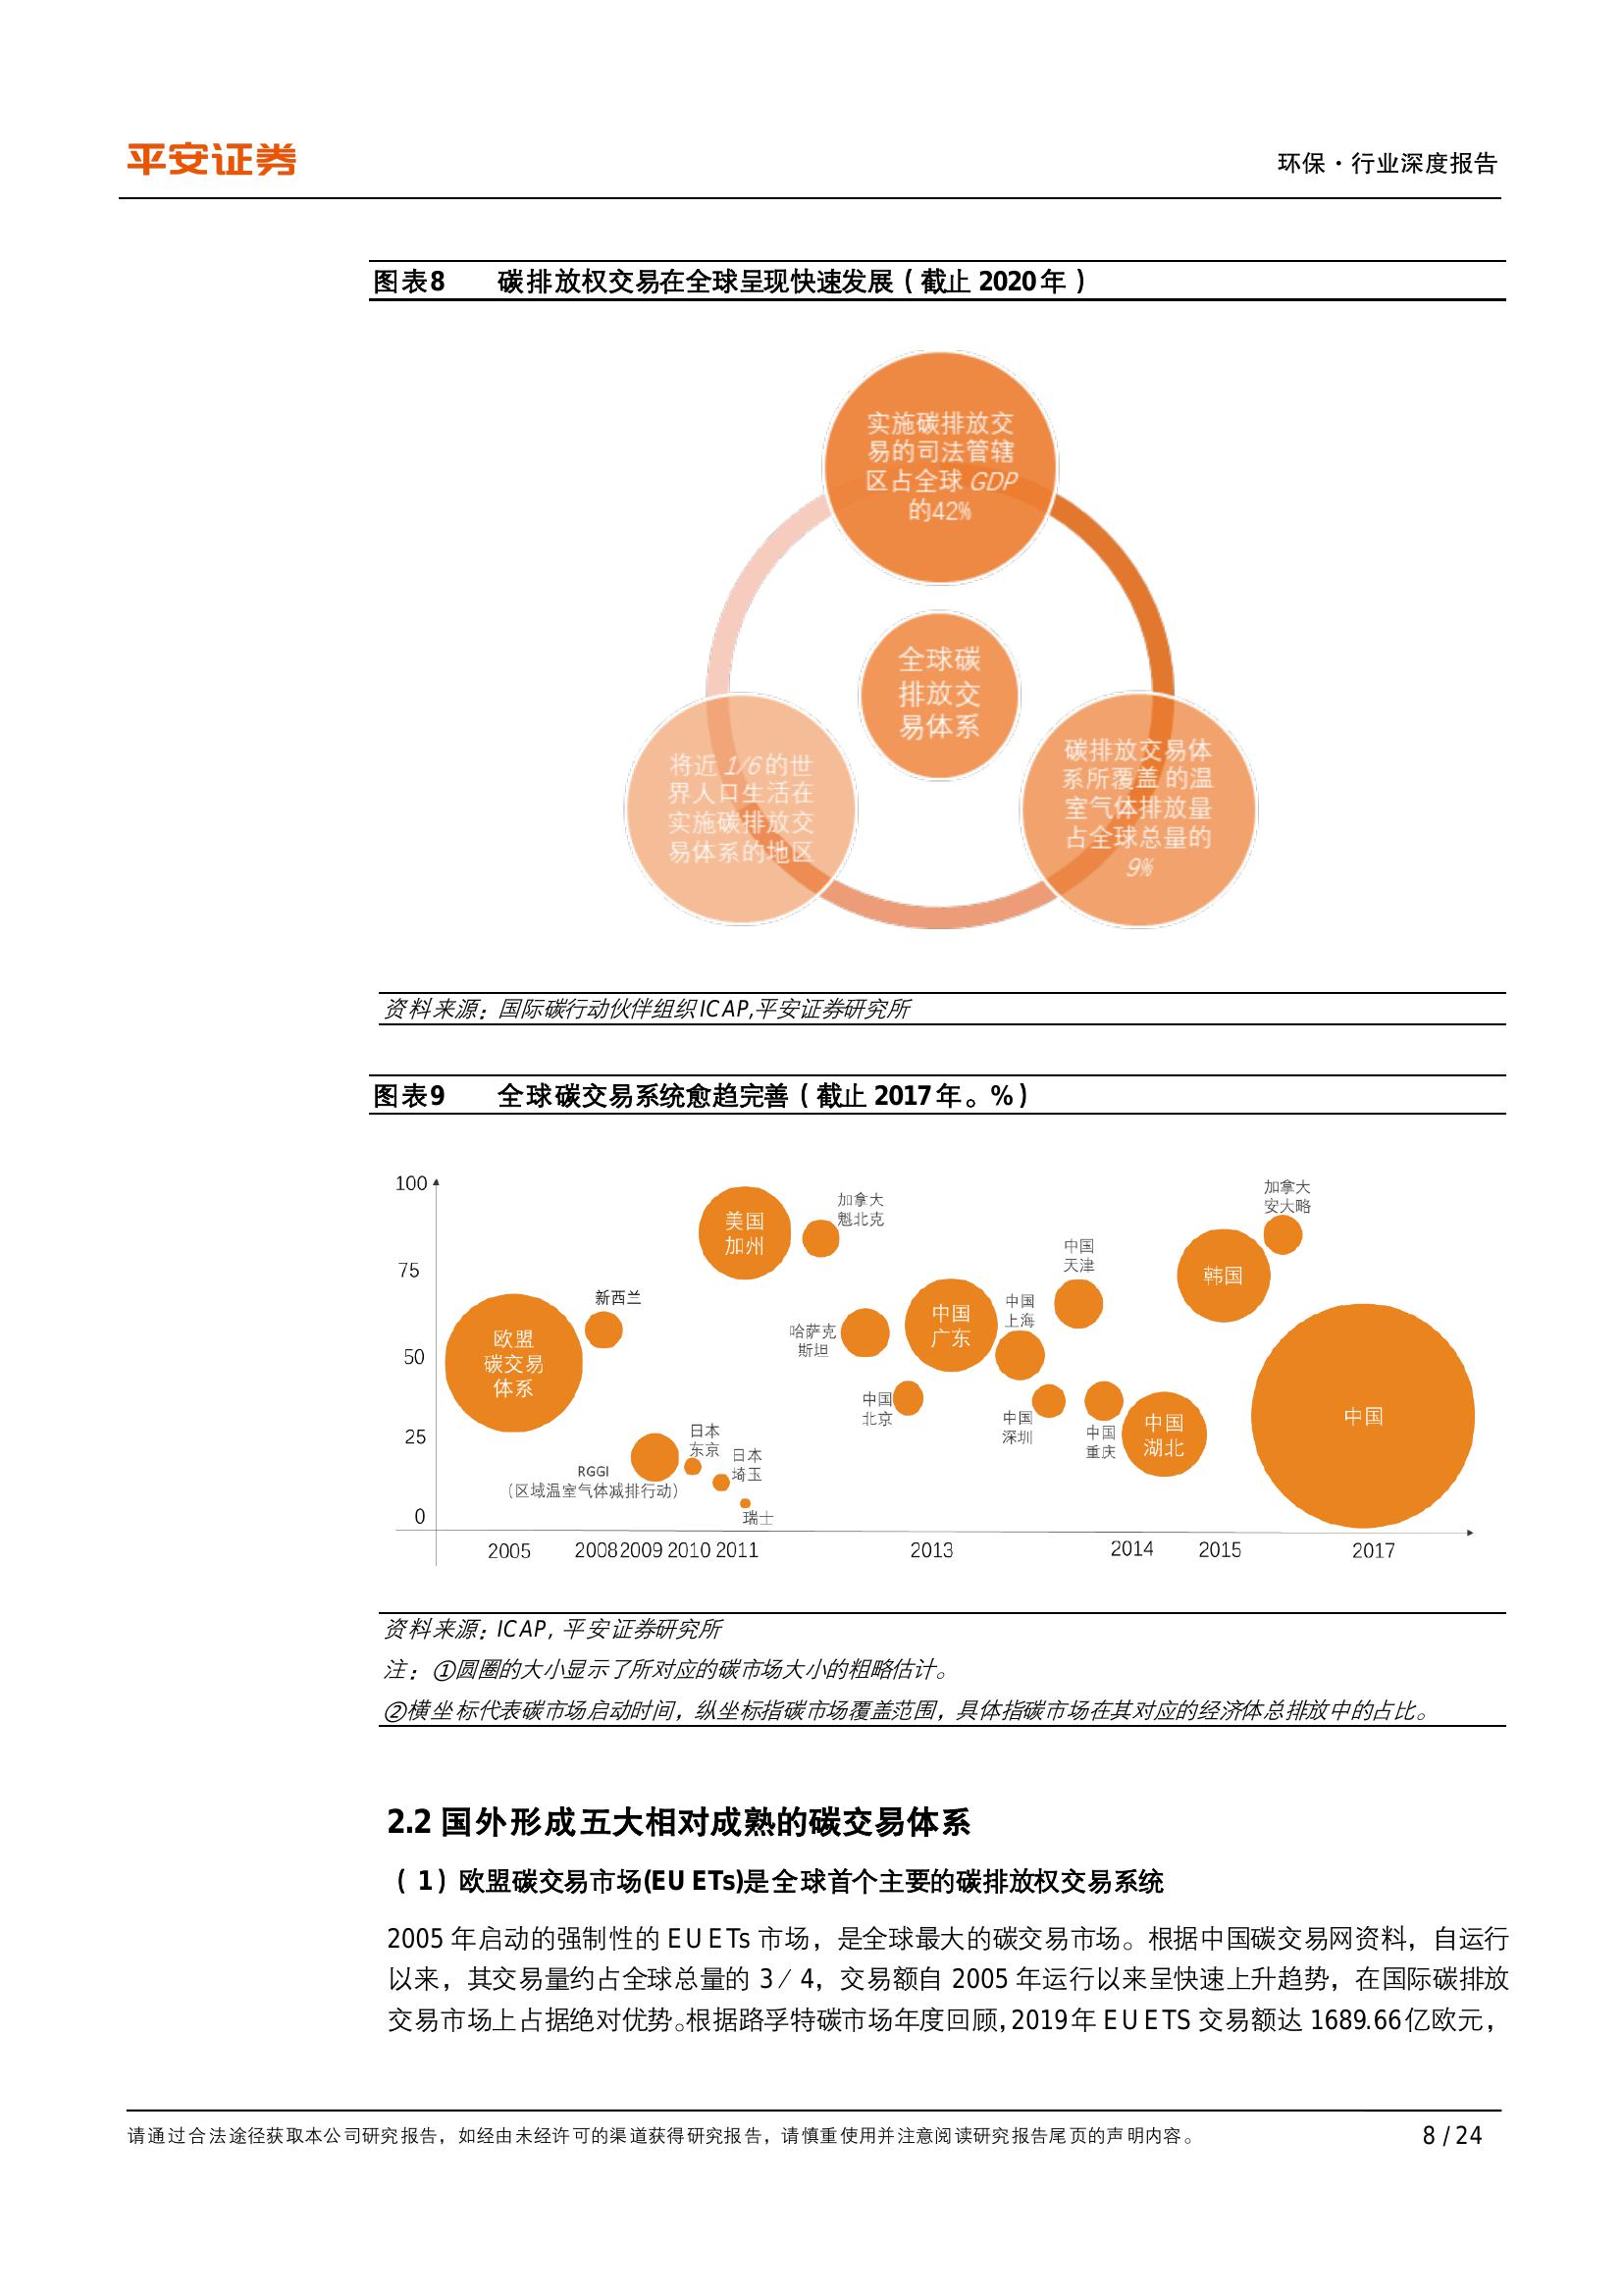 平安证券
环保·行业深度报告
图表8 碳排放权交易在全球呈现快速发展（截止 2020 年）
实施碳排放交
易的司法管辖
区占全球 GDP
的42%
全球碳
排放交
易体系
将近 1/6 的世
界人口生活在
实施碳排放交
易体系的地区
碳排放交易体
系所覆盖的温
室气体排放量
占全球总量的
9%
资料来源：国际碳行动伙伴组织 ICAP,平安证券研究所
图表9 全球碳交易系统愈趋完善（截止 2017 年。%）
100
75
50
25
0
欧盟
碳交易
体系
新西兰
RGGI
（区域温室气体减排行动）
日本
东京
日本
埼玉
瑞士
美国
加州
加拿大
魁北克
哈萨克
斯坦
中国
北京
中国
广东
中国
上海
中国
深圳
中国
天津
中国
重庆
中国
湖北
韩国
加拿大
安大略
中国
2005 2008 2009 2010 2011 2013 2014 2015 2017
资料来源：ICAP, 平安证券研究所
注：①圆圈的大小显示了所对应的碳市场大小的粗略估计。
②横坐标代表碳市场启动时间，纵坐标指碳市场覆盖范围，具体指碳市场在其对应的经济体总排放中的占比。
2.2 国外形成五大相对成熟的碳交易体系
（1）欧盟碳交易市场(EU ETs)是全球首个主要的碳排放权交易系统
2005 年启动的强制性的 EU ETs 市场，是全球最大的碳交易市场。根据中国碳交易网资料，自运行
以来，其交易量约占全球总量的 3／4，交易额自 2005 年运行以来呈快速上升趋势，在国际碳排放
交易市场上占据绝对优势。根据路孚特碳市场年度回顾，2019 年 EU ETS 交易额达 1689.66 亿欧元，
请通过合法途径获取本公司研究报告，如经由未经许可的渠道获得研究报告，请慎重使用并注意阅读研究报告尾页的声明内容。
8 / 24